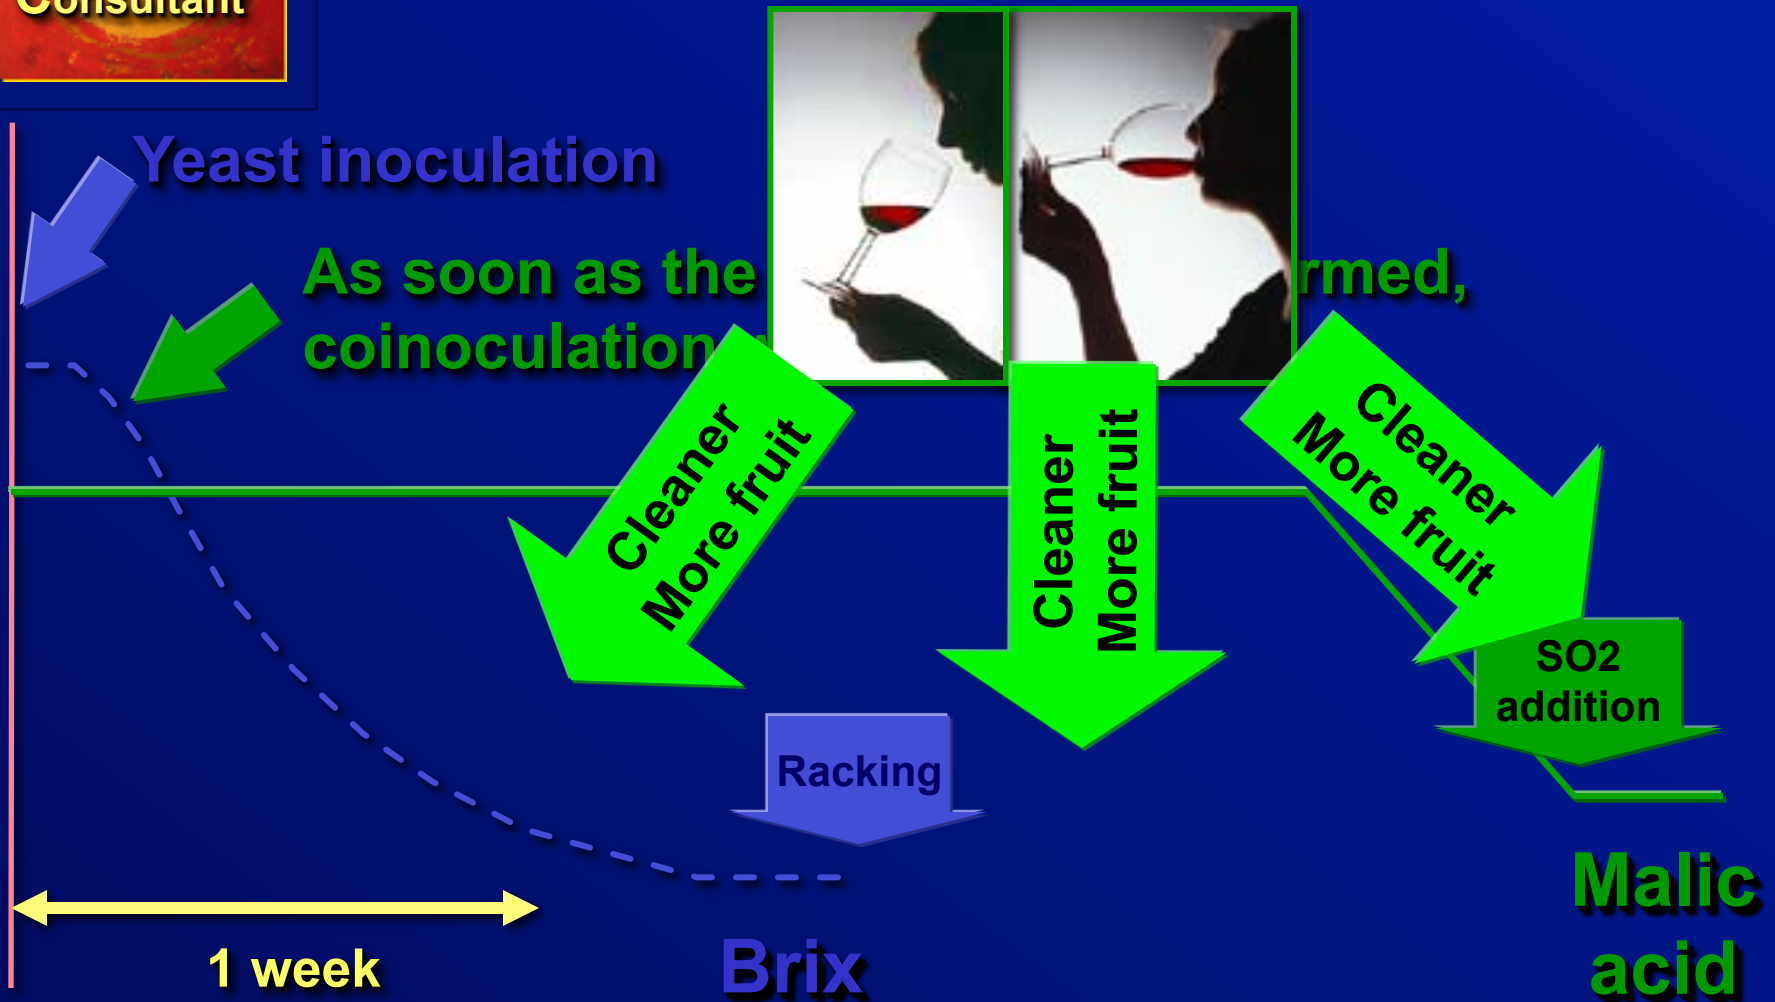 Consultant
Yeast inoculation
As soon as the
rmed,
coinoculation
Cleaner
More fruit
Cleaner
More fruit
Cleaner
More fruit
SO2
addition
Racking
Malic
acid
Brix
1 week